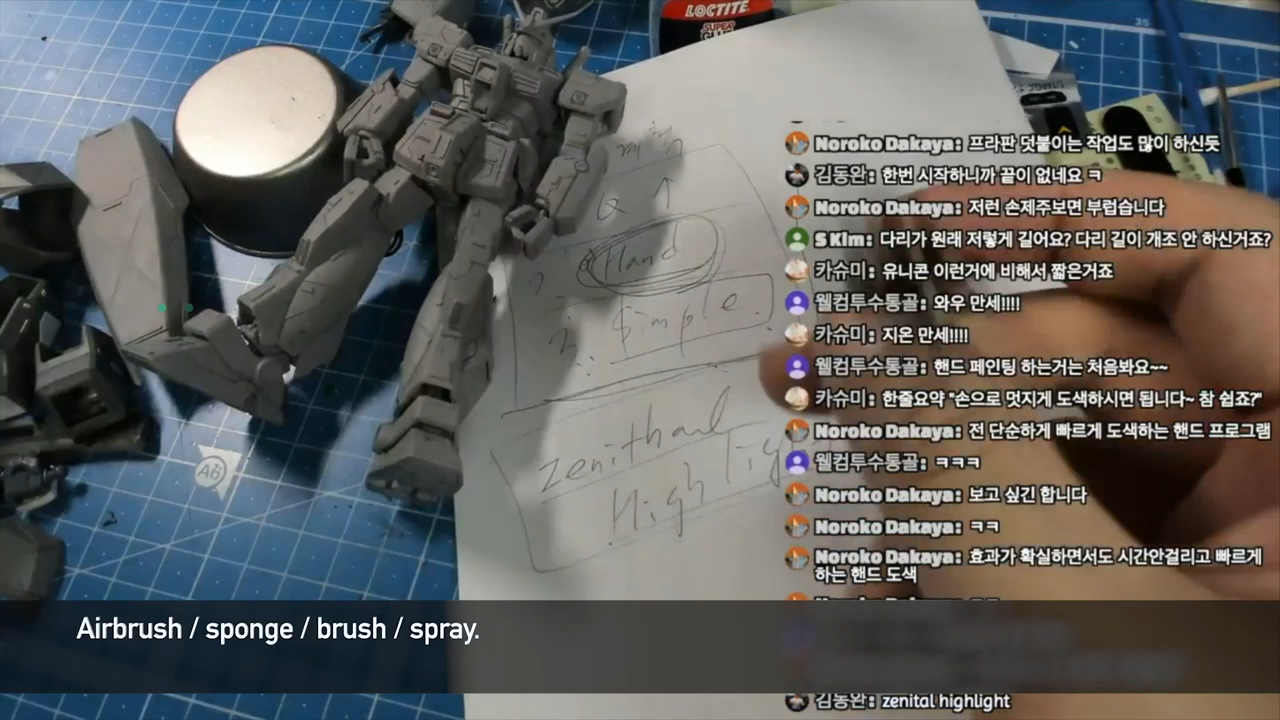 LOCTITE
SUPER
35
계획
Q ↑
1. Hand
2. Simple.
zenithal
High lig
A6
Noroko Dakaya: 프라판 덧붙이는 작업도 많이 하신듯
김동완: 한번 시작하니까 끝이 없네요 ㅋ
Noroko Dakaya: 저런 손제주보면 부럽습니다
S Kim: 다리가 원래 저렇게 길어요? 다리 길이 개조 안 하신거죠?
카슈미: 유니콘 이런거에 비해서 짧은거죠
웰컴투수통골: 와우 만세!!!!
카슈미: 지온 만세!!!!
웰컴투수통골: 핸드 페인팅 하는거는 처음봐요~~
카슈미: 한줄요약 "손으로 멋지게 도색하시면 됩니다~ 참 쉽죠?"
Noroko Dakaya: 전 단순하게 빠르게 도색하는 핸드 프로그램
웰컴투수통골: ㅋㅋㅋ
Noroko Dakaya: 보고 싶긴 합니다
Noroko Dakaya: ㅋㅋ
Noroko Dakaya: 효과가 확실하면서도 시간안걸리고 빠르게
하는 핸드 도색
Airbrush / sponge / brush / spray.
김동완: zenital highlight